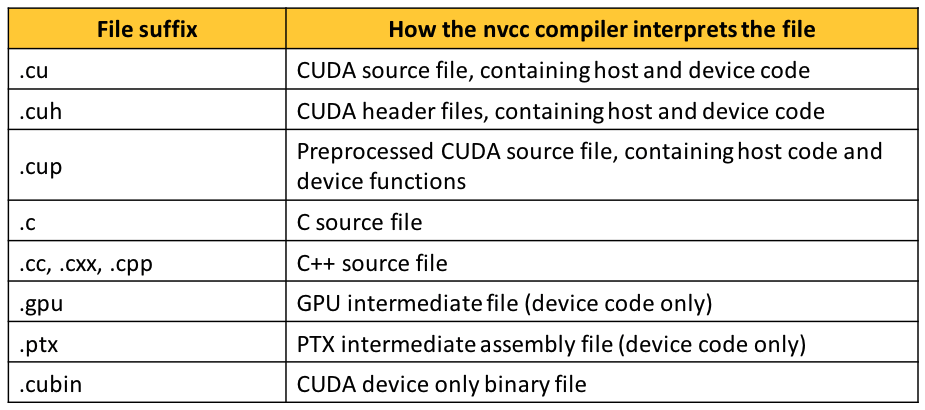 File suffix How the nvcc compiler interprets the file
.cu CUDA source file, containing host and device code
.cuh CUDA header files, containing host and device code
.cup Preprocessed CUDA source file, containing host code and
device functions
.c C source file
.cc, .cxx, .cpp C++ source file
.gpu GPU intermediate file (device code only)
.ptx PTX intermediate assembly file (device code only)
.cubin CUDA device only binary file